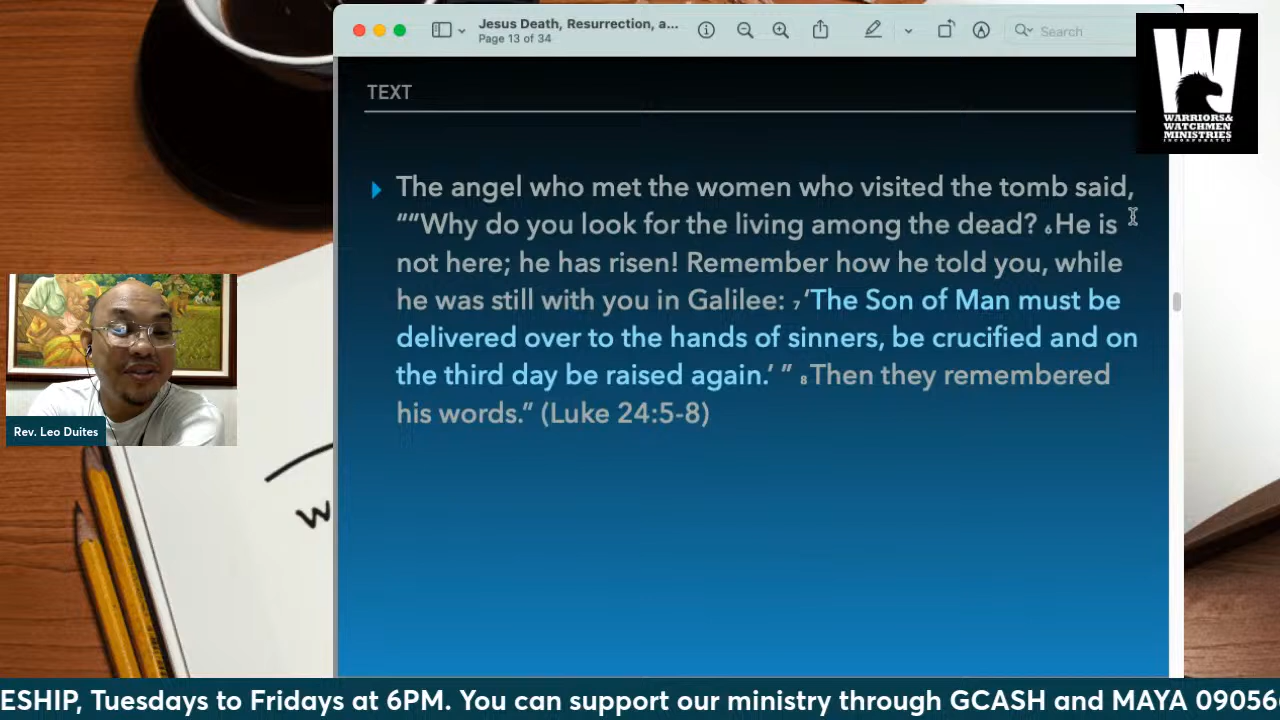 Jesus Death, Resurrection, a...
Page 13 of 34
Search
W
WARRIORS&
WATCHMEN
MINISTRIES
INCORPORATED
TEXT
The angel who met the women who visited the tomb said,
““Why do you look for the living among the dead? 6 He is
not here; he has risen! Remember how he told you, while
he was still with you in Galilee: 7 ‘The Son of Man must be
delivered over to the hands of sinners, be crucified and on
the third day be raised again.’ ” 8 Then they remembered
his words.” (Luke 24:5-8)
Rev. Leo Duites
w
ESHIP, Tuesdays to Fridays at 6PM. You can support our ministry through GCASH and MAYA 09056